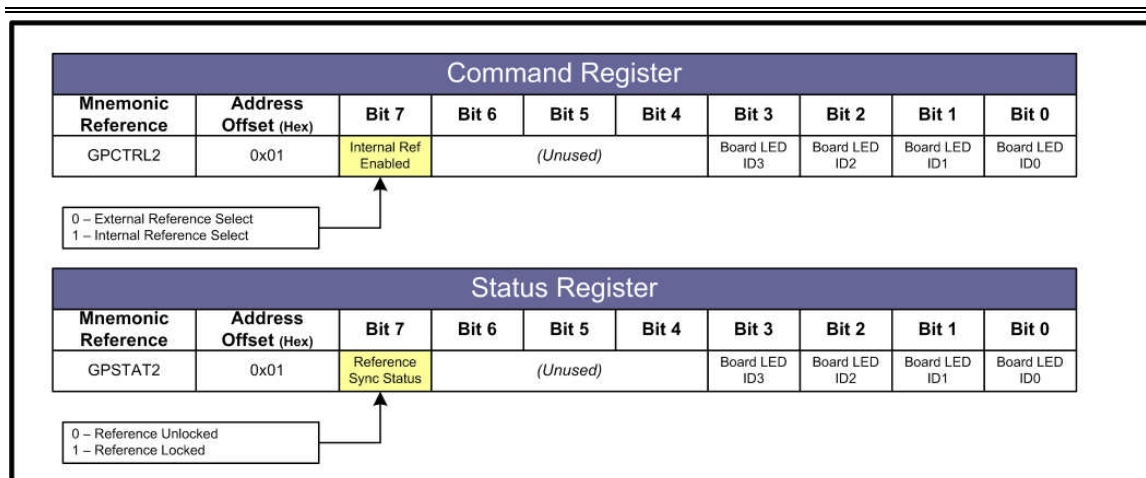 Command Register
Mnemonic Reference Address Offset (Hex) Bit 7 Bit 6 Bit 5 Bit 4 Bit 3 Bit 2 Bit 1 Bit 0
GPCTRL2 0x01 Internal Ref Enabled (Unused) Board LED ID3 Board LED ID2 Board LED ID1 Board LED ID0
0 – External Reference Select
1 – Internal Reference Select
Status Register
Mnemonic Reference Address Offset (Hex) Bit 7 Bit 6 Bit 5 Bit 4 Bit 3 Bit 2 Bit 1 Bit 0
GPSTAT2 0x01 Reference Sync Status (Unused) Board LED ID3 Board LED ID2 Board LED ID1 Board LED ID0
0 – Reference Unlocked
1 – Reference Locked